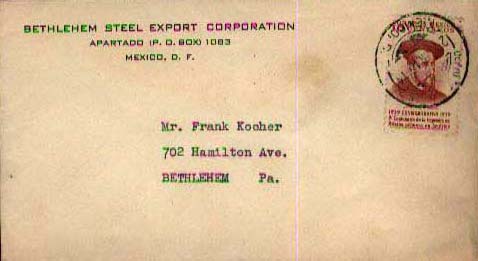 BETHLEHEM STEEL EXPORT CORPORATION
APARTADO (P. O. BOX) 1083
MEXICO, D. F.
Mr. Frank Kocher
702 Hamilton Ave.
BETHLEHEM Pa.